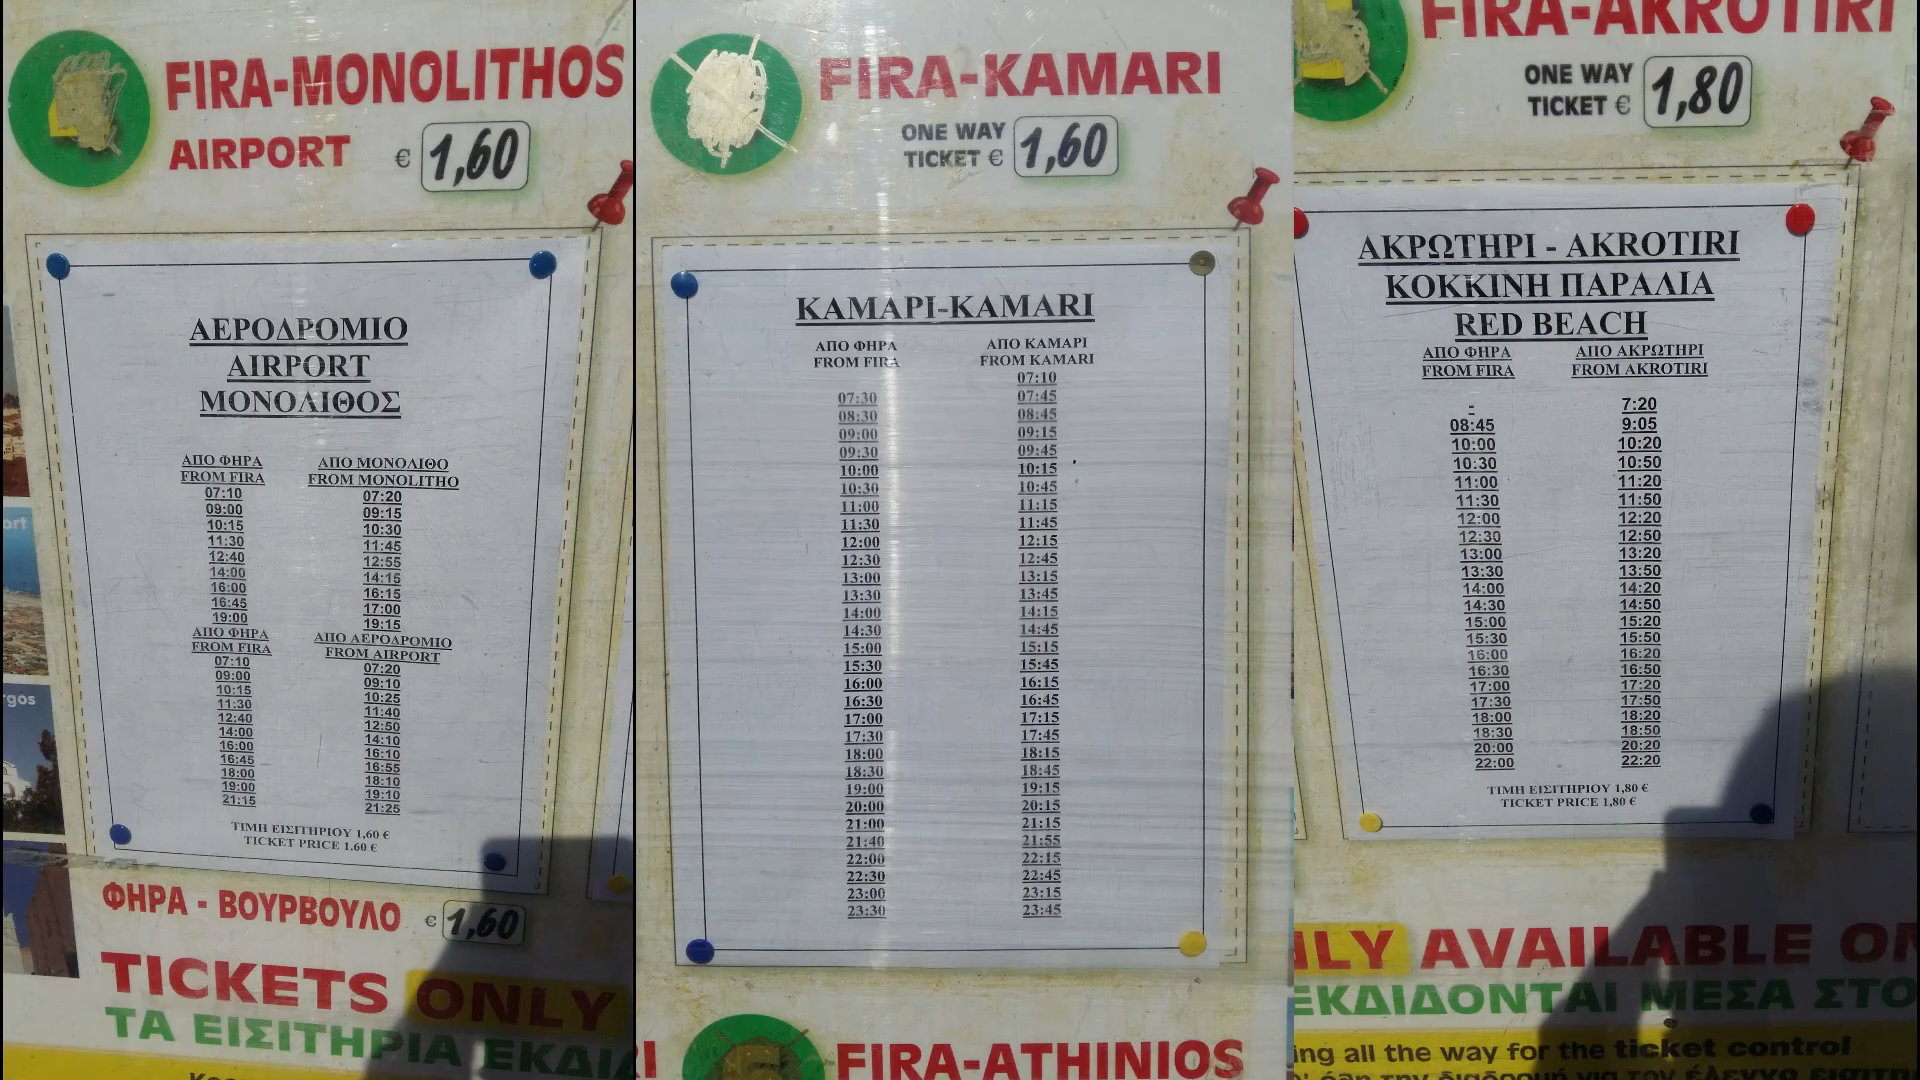 FIRA-MONOLITHOS
AIRPORT € 1,60
ΑΕΡΟΔΡΟΜΙΟ
AIRPORT
ΜΟΝΟΛΙΘΟΣ
ΑΠΟ ΦΗΡΑ ΑΠΟ ΜΟΝΟΛΙΘΟ
FROM FIRA FROM MONOLITHO
07:10 07:20
09:00 09:15
10:15 10:30
11:30 11:45
12:40 12:55
14:00 14:15
16:00 16:15
16:45 17:00
19:00 19:15
ΑΠΟ ΦΗΡΑ ΑΠΟ ΑΕΡΟΔΡΟΜΙΟ
FROM FIRA FROM AIRPORT
07:10 07:20
09:00 09:10
10:15 10:25
11:30 11:40
12:40 12:50
14:00 14:10
16:00 16:10
16:45 16:55
18:00 18:10
19:00 19:10
21:15 21:25
ΤΙΜΗ ΕΙΣΙΤΗΡΙΟΥ 1,60 €
TICKET PRICE 1.60 €
ΦΗΡΑ - ΒΟΥΡΒΟΥΛΟ € 1,60
TICKETS ONLY
ΤΑ ΕΙΣΙΤΗΡΙΑ ΕΚΔΙ
ort
rgos
FIRA-KAMARI
ONE WAY
TICKET € 1,60
ΚΑΜΑΡΙ-KAMARI
ΑΠΟ ΦΗΡΑ ΑΠΟ ΚΑΜΑΡΙ
FROM FIRA FROM KAMARI
07:10
07:30 07:45
08:30 08:45
09:00 09:15
09:30 09:45
10:00 10:15
10:30 10:45
11:00 11:15
11:30 11:45
12:00 12:15
12:30 12:45
13:00 13:15
13:30 13:45
14:00 14:15
14:30 14:45
15:00 15:15
15:30 15:45
16:00 16:15
16:30 16:45
17:00 17:15
17:30 17:45
18:00 18:15
18:30 18:45
19:00 19:15
20:00 20:15
21:00 21:15
21:40 21:55
22:00 22:15
22:30 22:45
23:00 23:15
23:30 23:45
RI FIRA-ATHINIOS
FIRA-AKROTIRI
ONE WAY
TICKET € 1,80
ΑΚΡΩΤΗΡΙ - AKROTIRI
ΚΟΚΚΙΝΗ ΠΑΡΑΛΙΑ
RED BEACH
ΑΠΟ ΦΗΡΑ ΑΠΟ ΑΚΡΩΤΗΡΙ
FROM FIRA FROM AKROTIRI
- 7:20
08:45 9:05
10:00 10:20
10:30 10:50
11:00 11:20
11:30 11:50
12:00 12:20
12:30 12:50
13:00 13:20
13:30 13:50
14:00 14:20
14:30 14:50
15:00 15:20
15:30 15:50
16:00 16:20
16:30 16:50
17:00 17:20
17:30 17:50
18:00 18:20
18:30 18:50
20:00 20:20
22:00 22:20
ΤΙΜΗ ΕΙΣΙΤΗΡΙΟΥ 1,80 €
TICKET PRICE 1,80 €
NLY AVAILABLE ON
ΕΚΔΙΔΟΝΤΑΙ ΜΕΣΑ ΣΤΟ
ing all the way for the ticket control
όλη την διαδρομή για τον έλεγχο